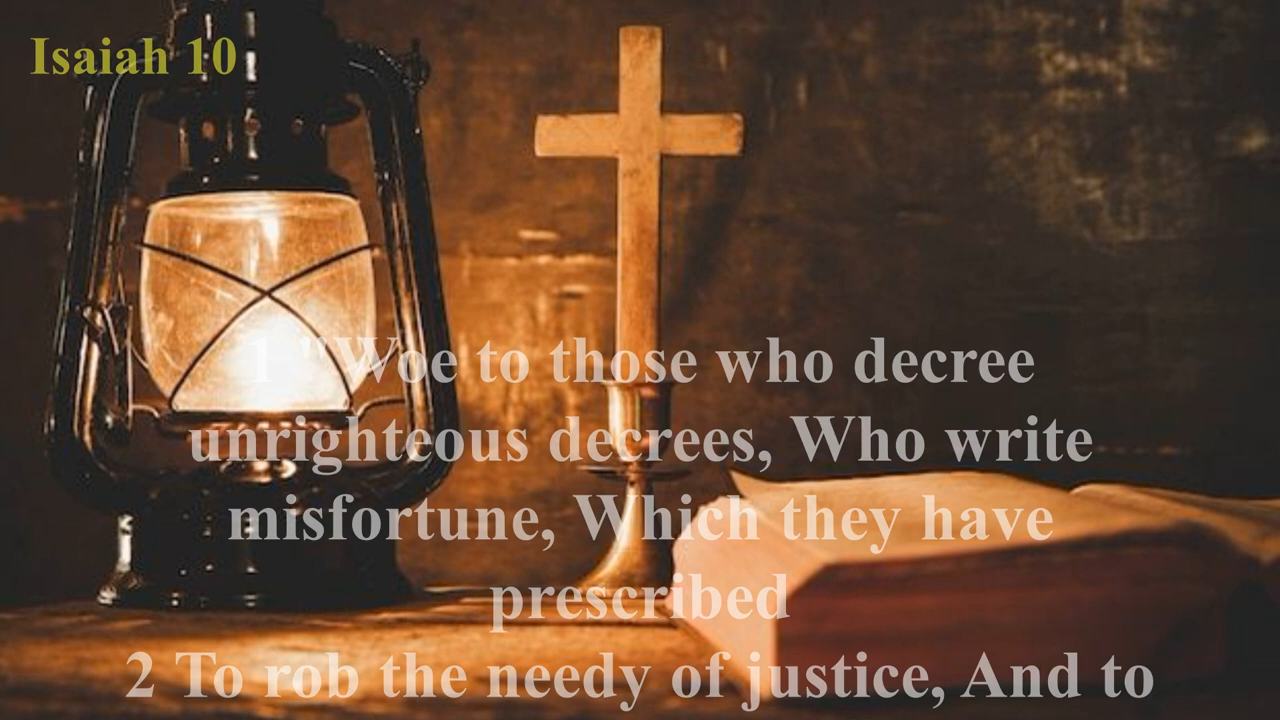 Isaiah 10
1 "Woe to those who decree
unrighteous decrees, Who write
misfortune, Which they have
prescribed
2 To rob the needy of justice, And to